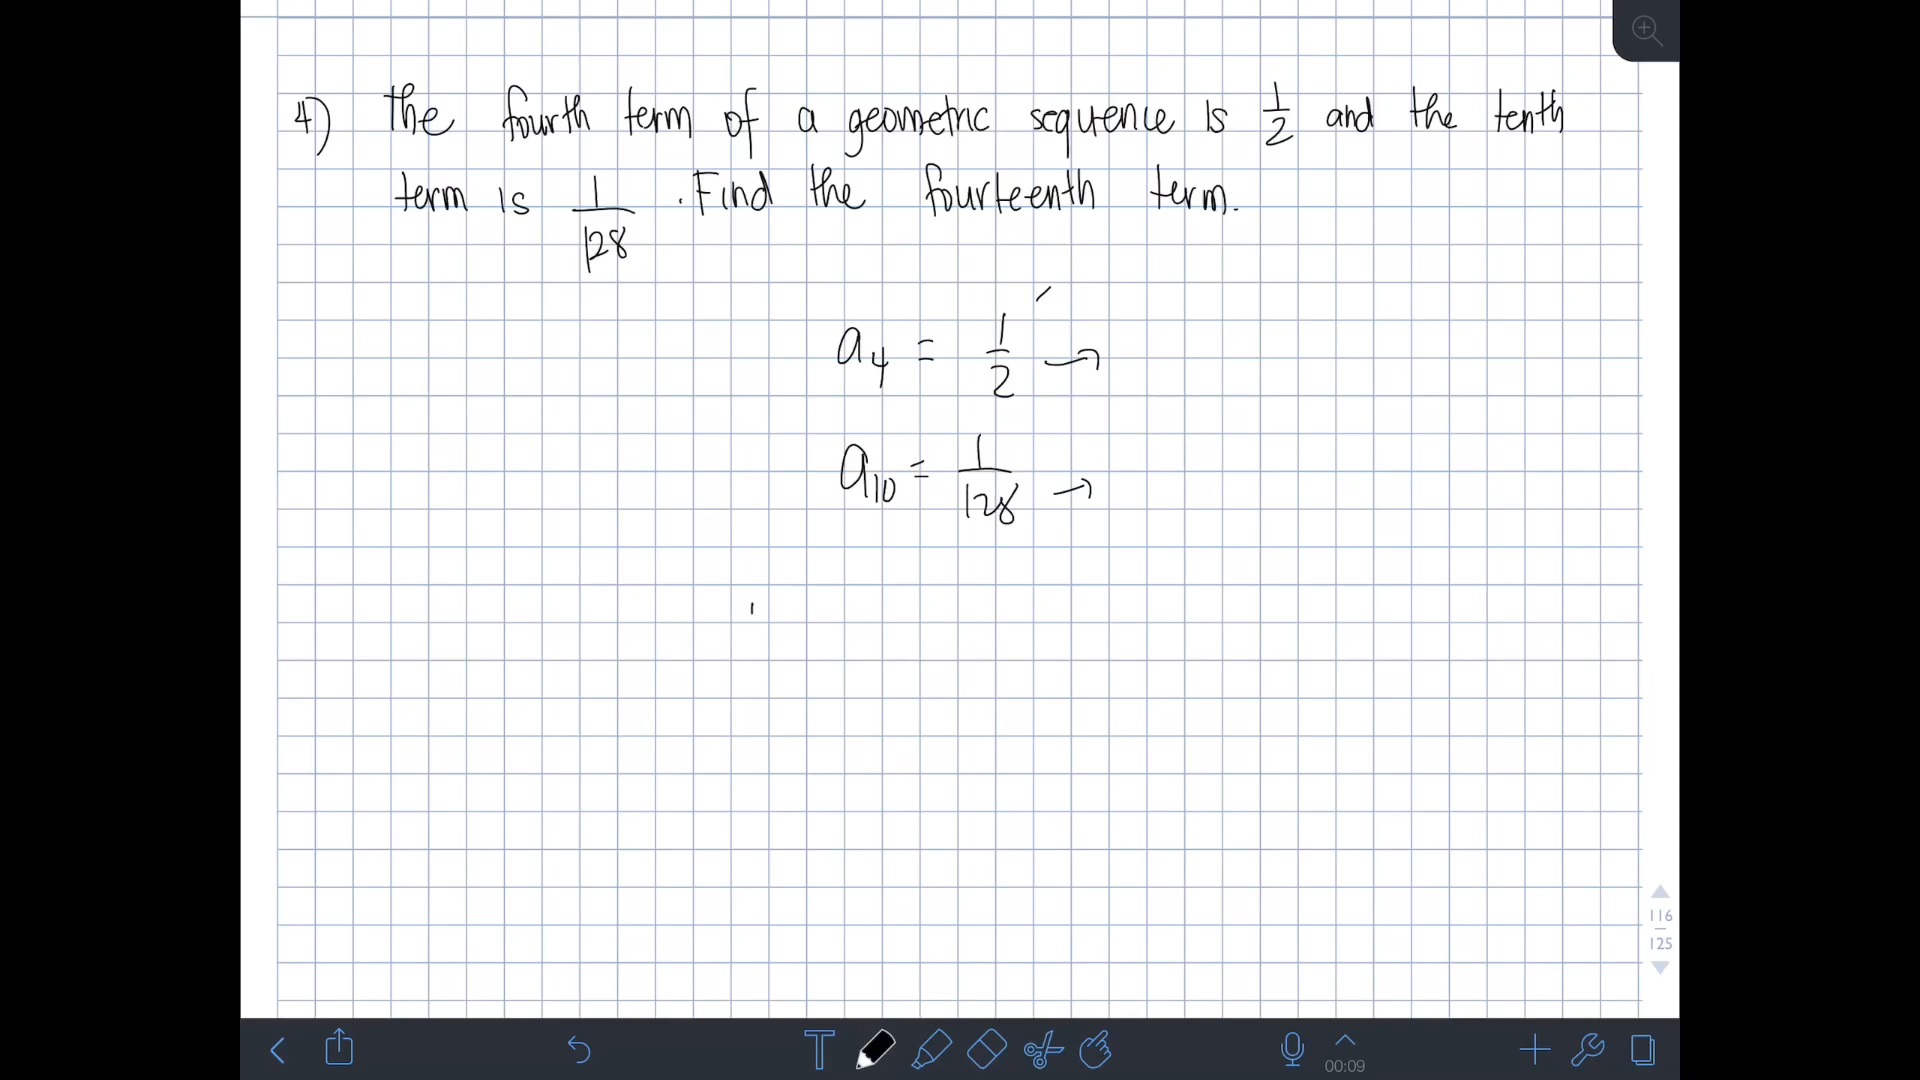 4) The fourth term of a geometric sequence is 1/2 and the tenth
term is 1/128. Find the fourteenth term.
a₄ = 1/2 →
a₁₀ = 1/128 →
116
125
T
00:09